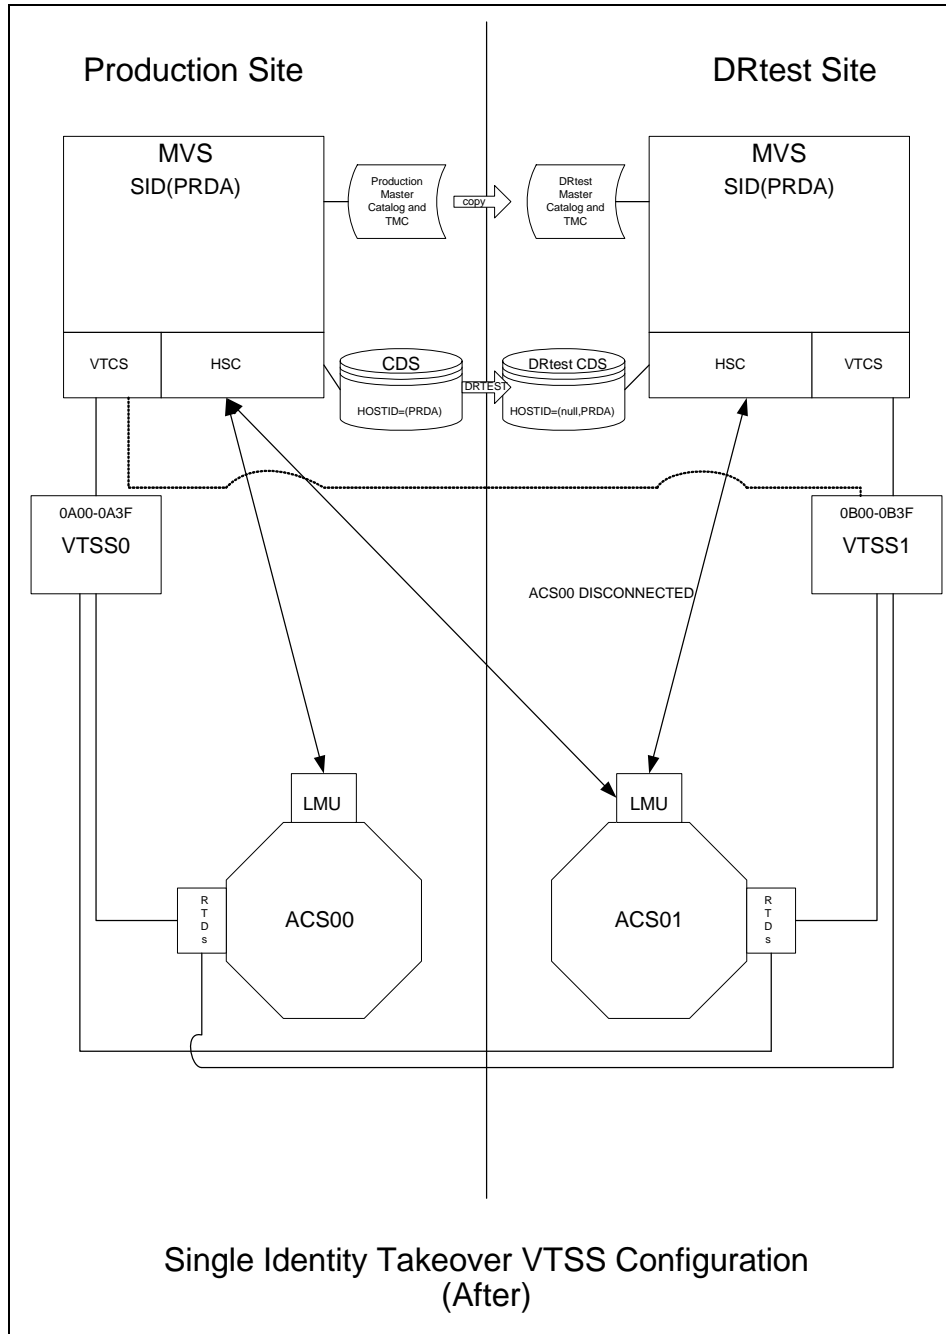 Production Site
DRtest Site
MVS
SID(PRDA)
Production
Master
Catalog and
TMC
copy
DRtest
Master
Catalog and
TMC
MVS
SID(PRDA)
VTCS
HSC
CDS
HOSTID=(PRDA)
DRTEST
DRtest CDS
HOSTID=(null,PRDA)
HSC
VTCS
0A00-0A3F
VTSS0
0B00-0B3F
VTSS1
ACS00 DISCONNECTED
LMU
LMU
R
T
D
s
ACS00
ACS01
R
T
D
s
Single Identity Takeover VTSS Configuration
(After)